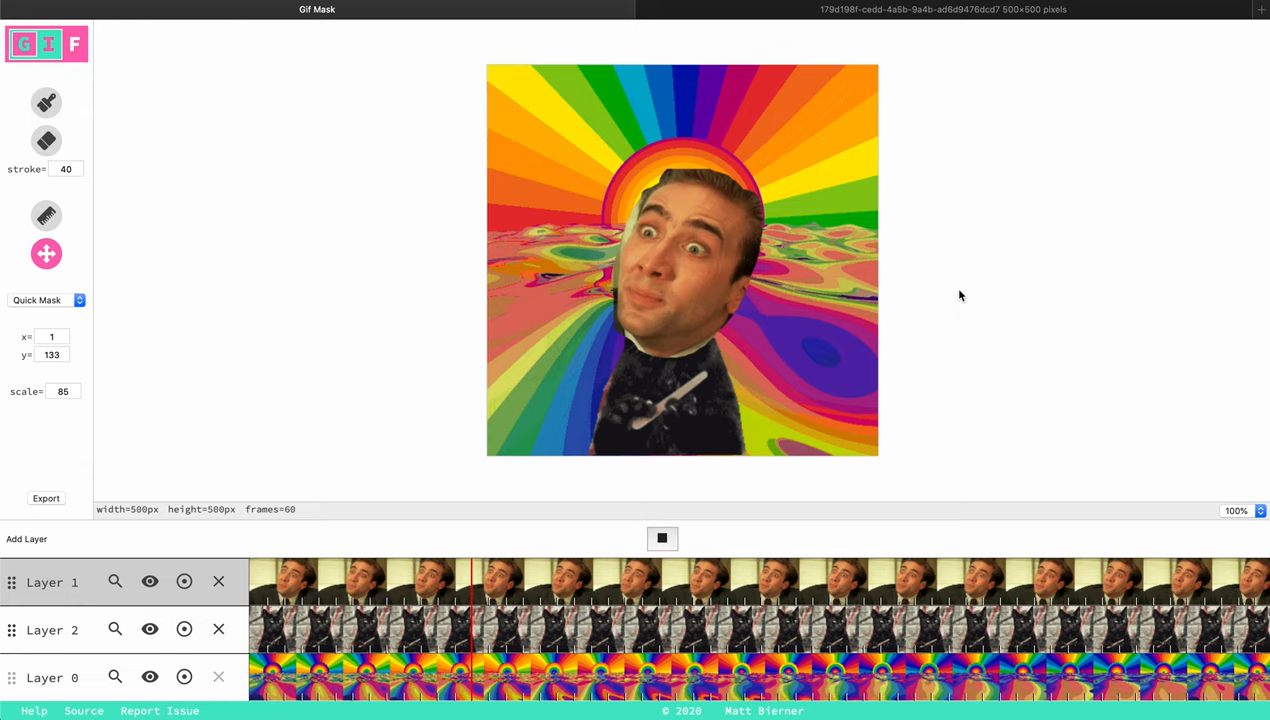 Gif Mask
179d198f-cedd-4a5b-9a4b-ad6d9476dcd7 500×500 pixels
GIF
stroke= 40
Quick Mask
x= 1
y= 133
scale= 85
Export
width=500px height=500px frames=60
100%
Add Layer
Layer 1
Layer 2
Layer 0
Help Source Report Issue © 2020 Matt Bierner